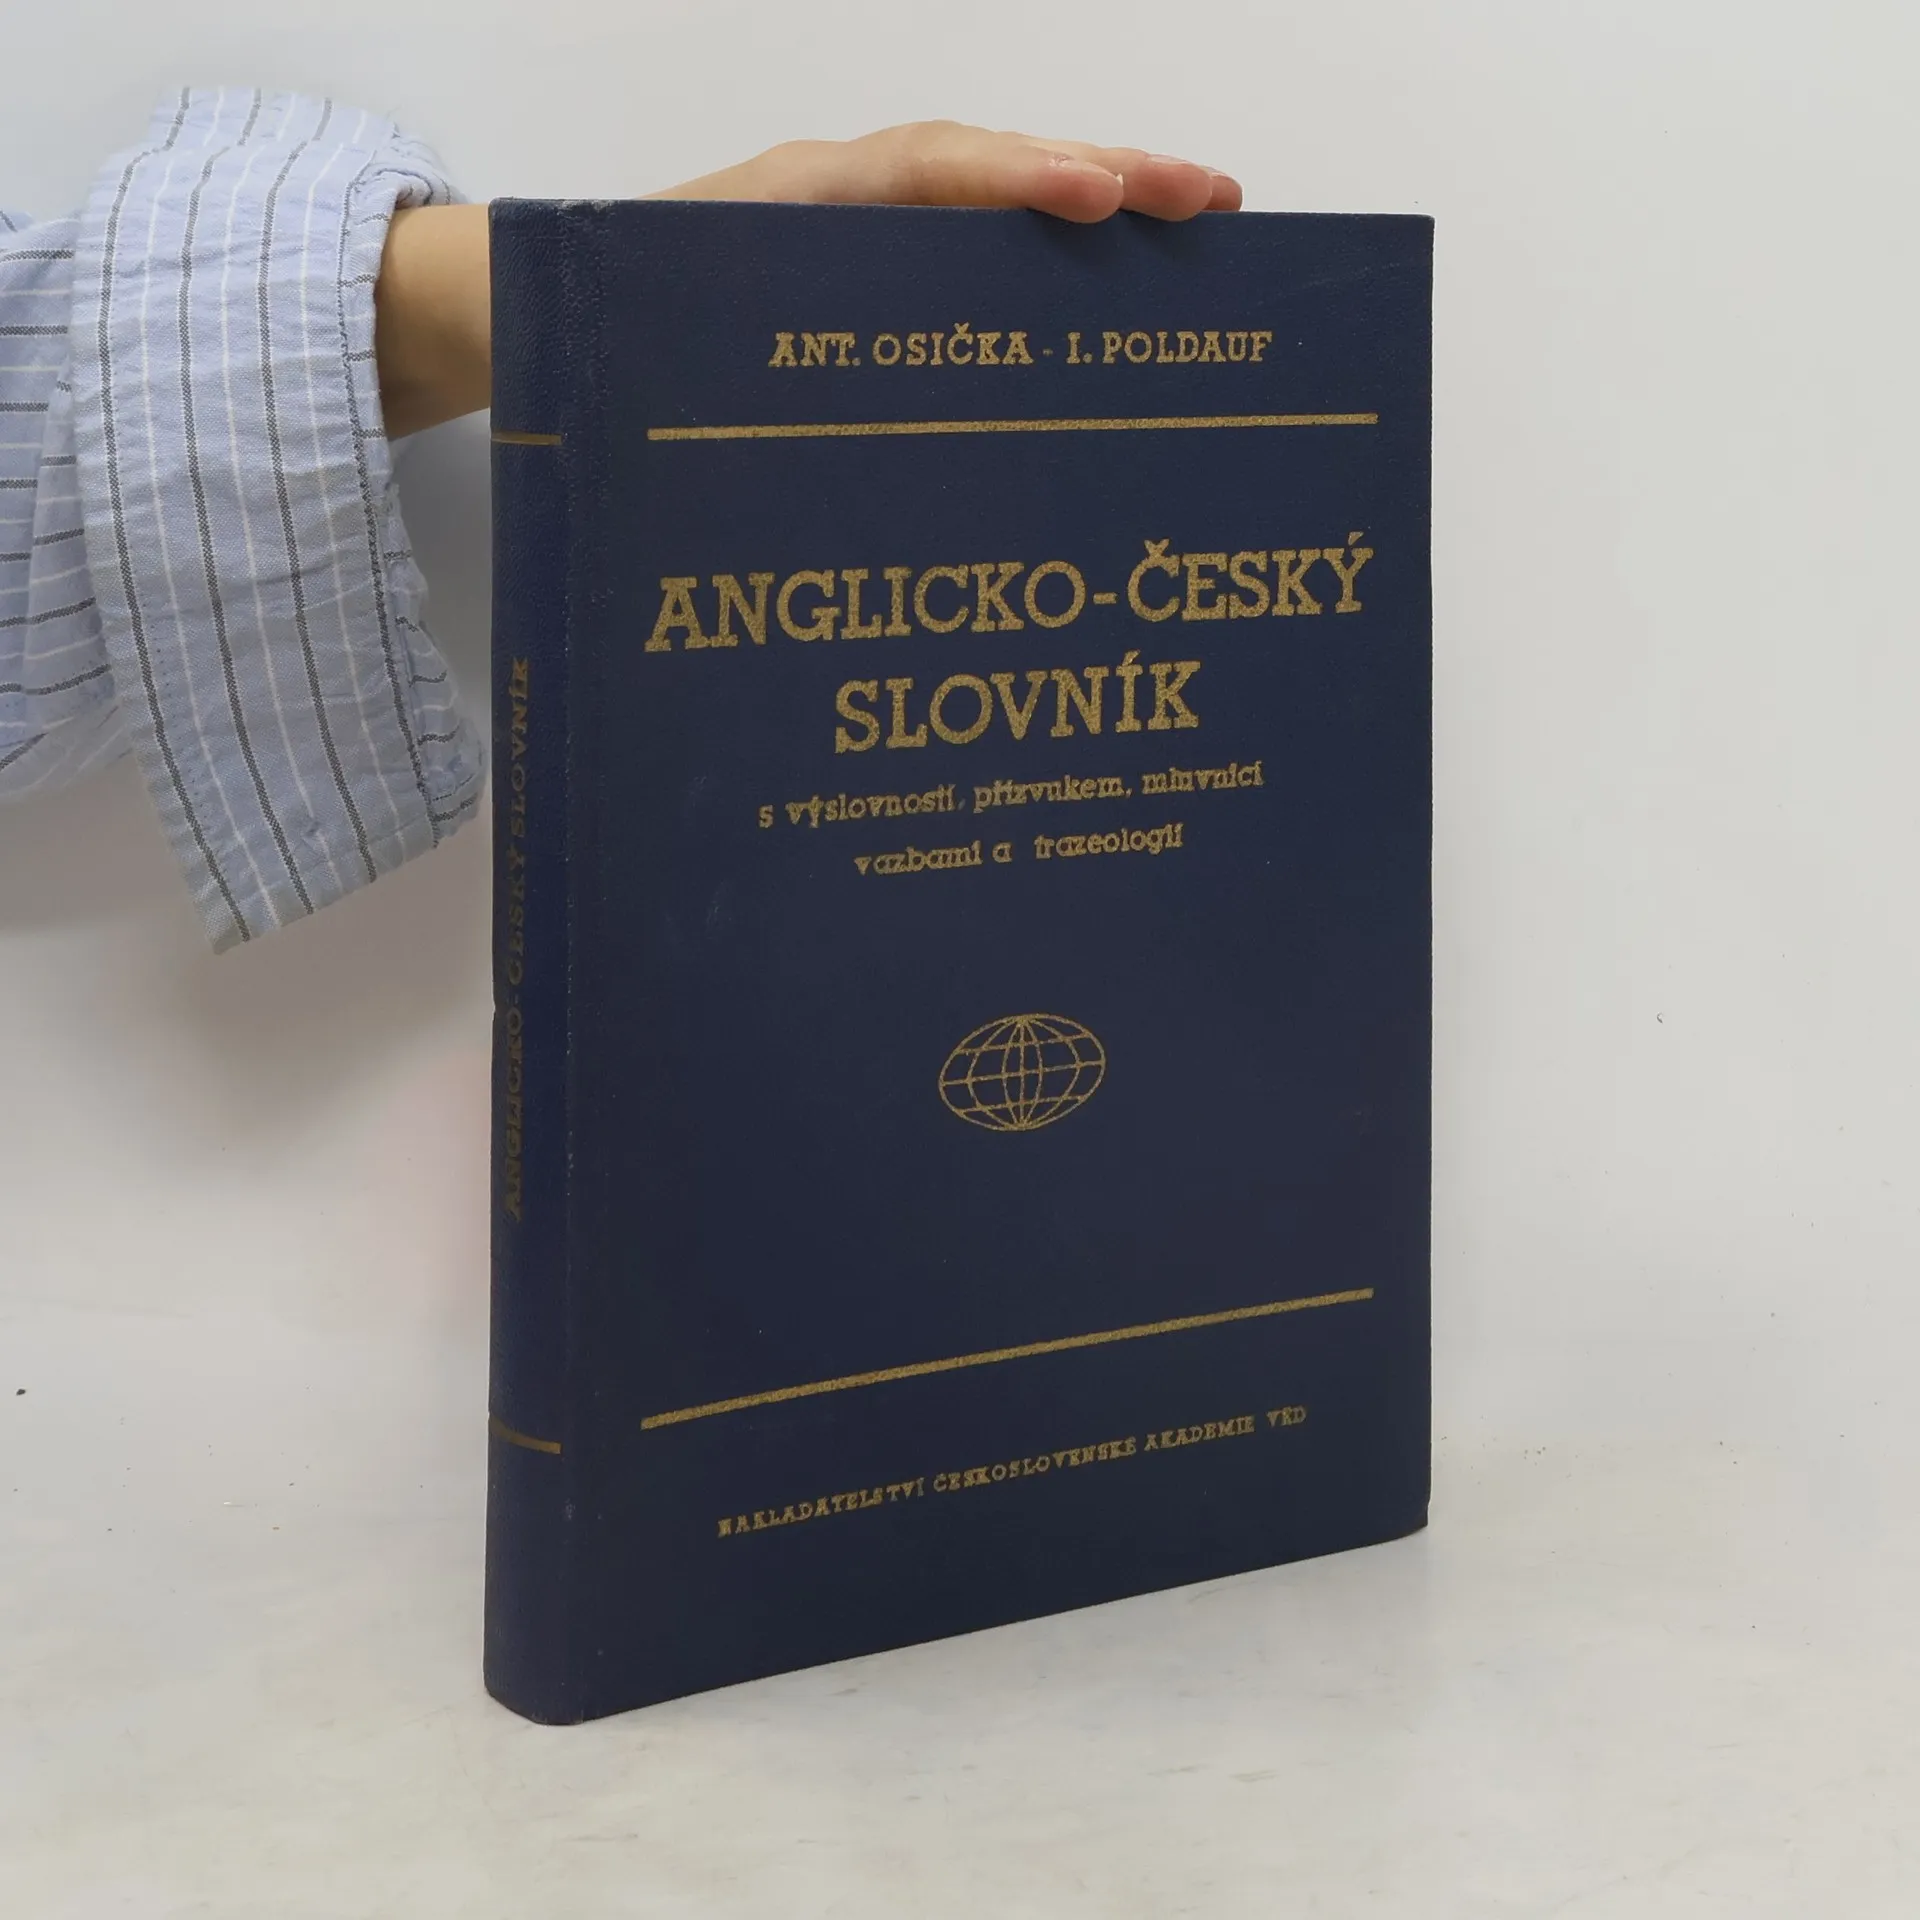 ANT. OSIČKA - I. POLDAUF
ANGLICKO-ČESKÝ
SLOVNÍK
s výslovností, přízvukem, mluvnicí
vazbami a frazeologií
NAKLADATELSTVÍ ČESKOSLOVENSKÉ AKADEMIE VĚD
ANGLICKO-ČESKÝ SLOVNÍK